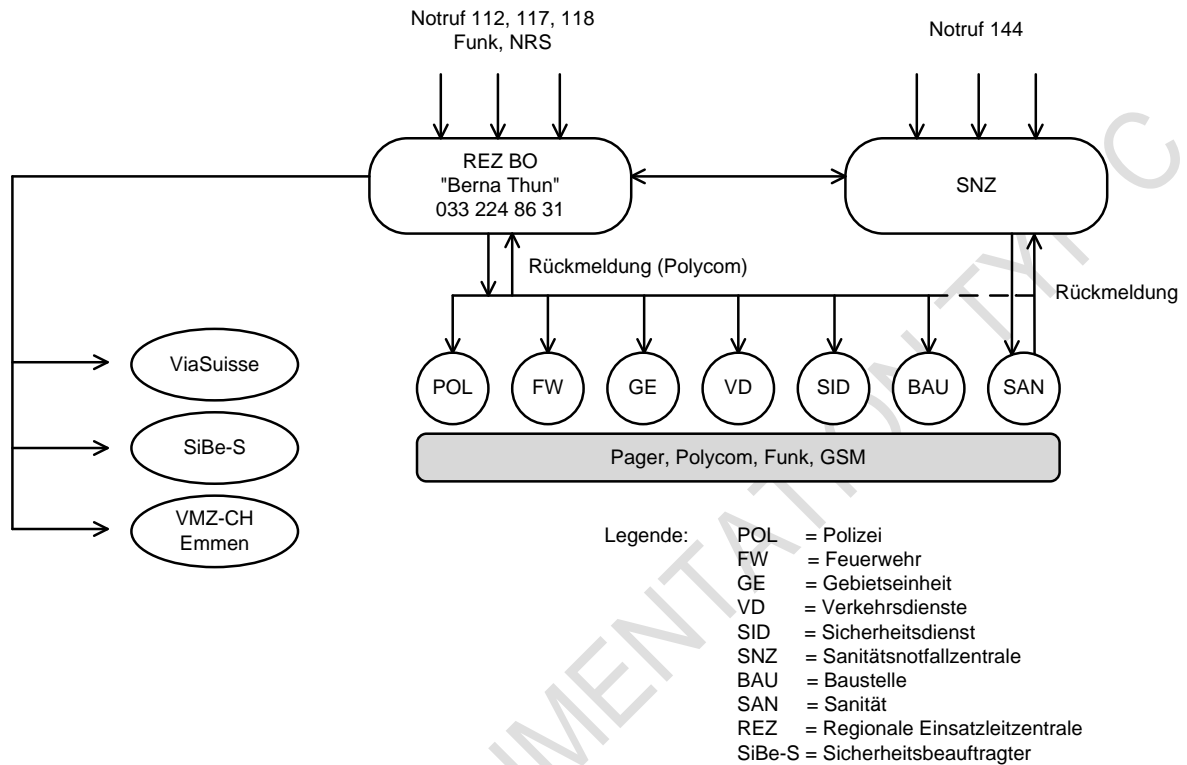 Notruf 112, 117, 118
Funk, NRS
Notruf 144
REZ BO
"Berna Thun"
033 224 86 31
SNZ
Rückmeldung (Polycom)
Rückmeldung
ViaSuisse
SiBe-S
VMZ-CH
Emmen
POL
FW
GE
VD
SID
BAU
SAN
Pager, Polycom, Funk, GSM
Legende:
POL = Polizei
FW = Feuerwehr
GE = Gebietseinheit
VD = Verkehrsdienste
SID = Sicherheitsdienst
SNZ = Sanitätsnotfallzentrale
BAU = Baustelle
SAN = Sanität
REZ = Regionale Einsatzleitzentrale
SiBe-S = Sicherheitsbeauftragter
MENTATION TYP C